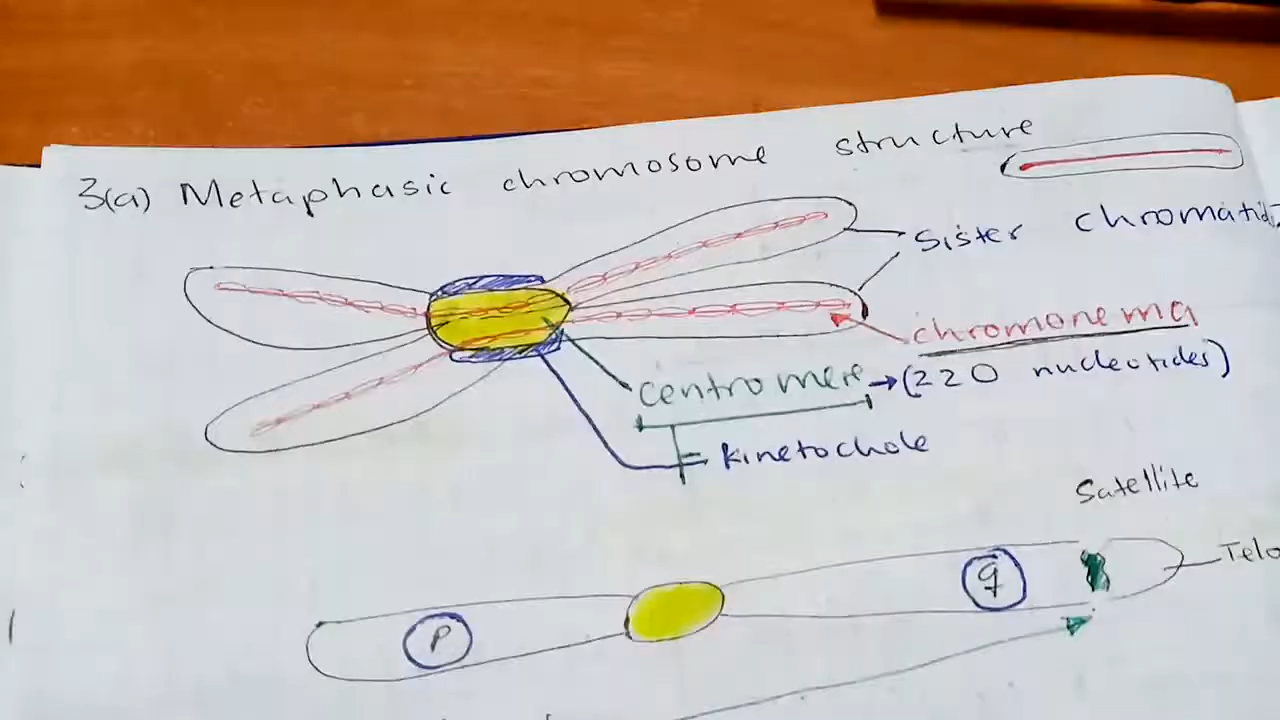 3(a) Metaphasic chromosome structure
Sister chromatid
chromonema
centromere → (220 nucleotides)
kinetochole
Satellite
q
Telo
p